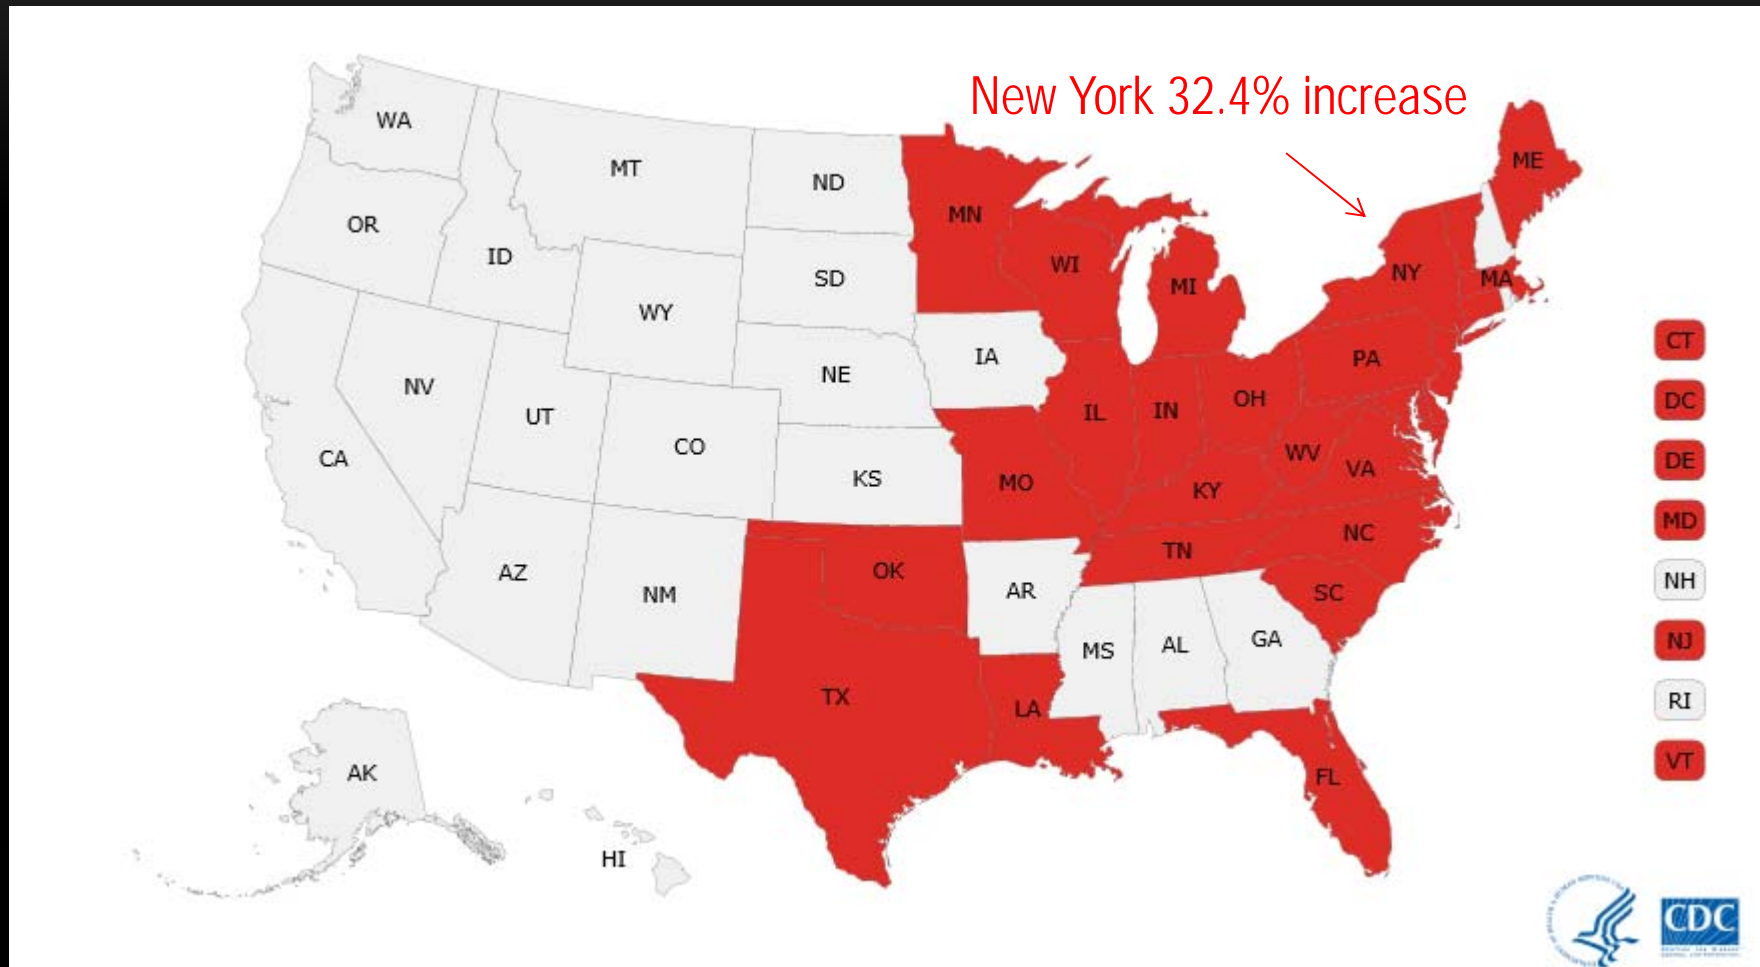 New York 32.4% increase
WA
MT
ND
MN
ME
OR
ID
SD
WI
MI
NY
MA
WY
IA
PA
CT
NV
NE
IL
IN
OH
DC
UT
CO
KS
MO
WV
VA
DE
CA
KY
MD
AZ
NM
OK
AR
TN
NC
SC
NH
TX
LA
MS
AL
GA
NJ
RI
AK
FL
VT
HI
CDC